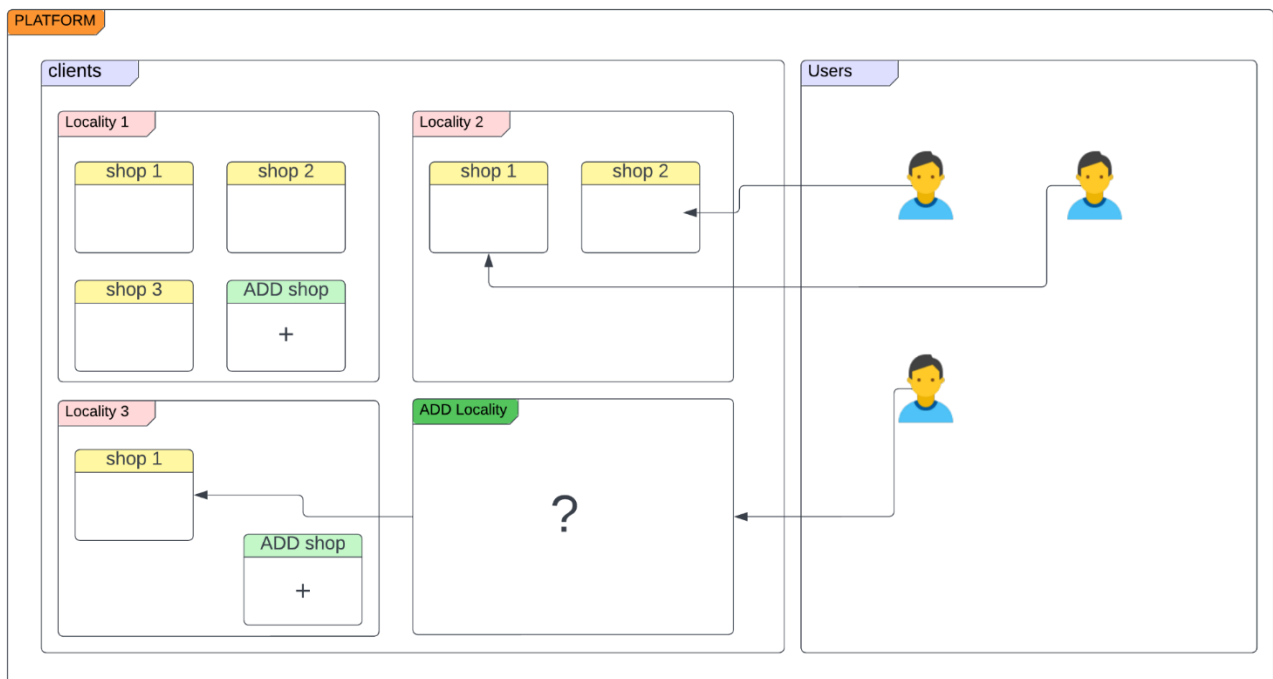 PLATFORM
clients
Users
Locality 1
shop 1
shop 2
shop 3
ADD shop
+
Locality 2
shop 1
shop 2
Locality 3
shop 1
ADD shop
+
ADD Locality
?